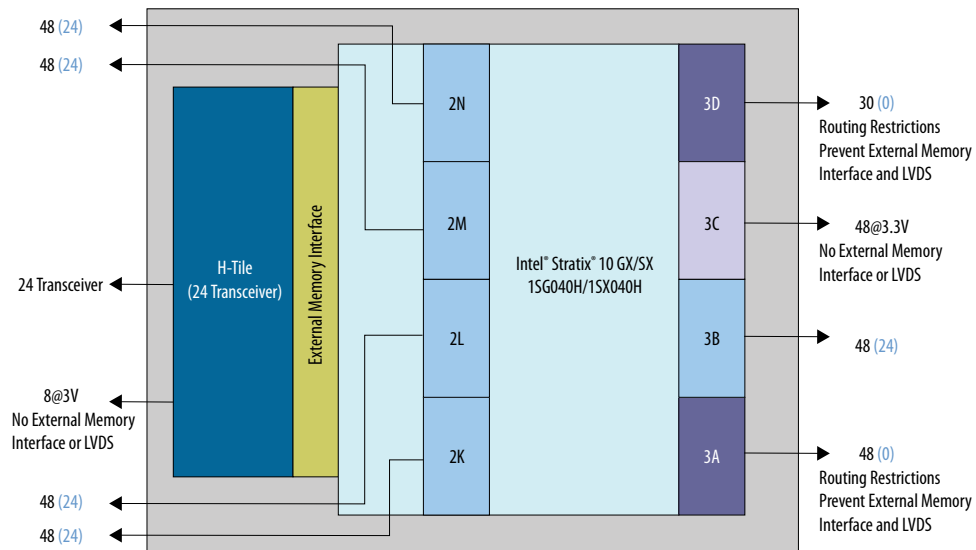 48 (24)
48 (24)
24 Transceiver
8@3V
No External Memory
Interface or LVDS
48 (24)
48 (24)
H-Tile
(24 Transceiver)
External Memory Interface
2N
2M
2L
2K
Intel® Stratix® 10 GX/SX
1SG040H/1SX040H
3D
3C
3B
3A
30 (0)
Routing Restrictions
Prevent External Memory
Interface and LVDS
48@3.3V
No External Memory
Interface or LVDS
48 (24)
48 (0)
Routing Restrictions
Prevent External Memory
Interface and LVDS